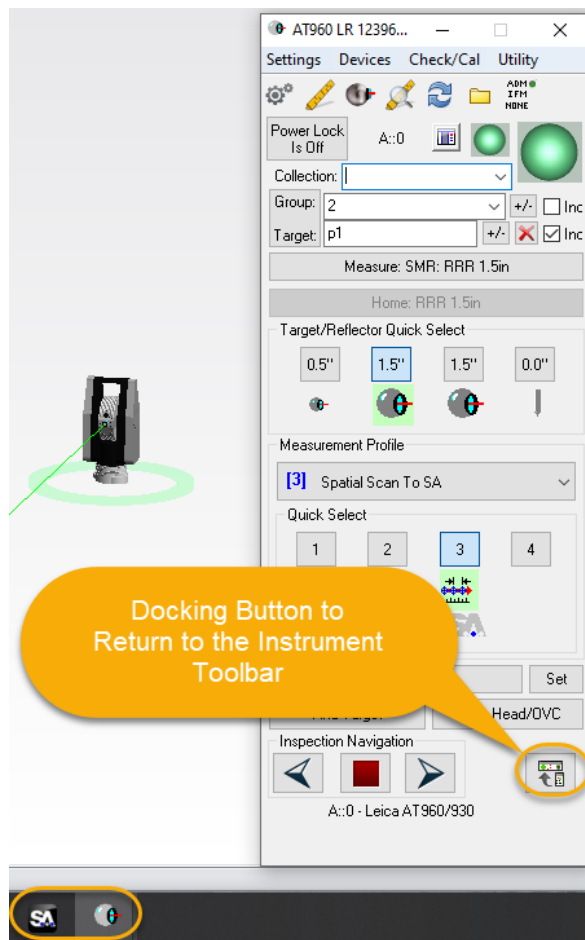 AT960 LR 12396...
Settings Devices Check/Cal Utility
ADM
IFM
NONE
Power Lock
Is Off
A::0
Collection:
Group: 2 +/- Inc
Target: p1 +/- Inc
Measure: SMR: RRR 1.5in
Home: RRR 1.5in
Target/Reflector Quick Select
0.5" 1.5" 1.5" 0.0"
Measurement Profile
[3] Spatial Scan To SA
Quick Select
1 2 3 4
Docking Button to
Return to the Instrument
Toolbar
Set
Head/OVC
Inspection Navigation
A::0 - Leica AT960/930
SA